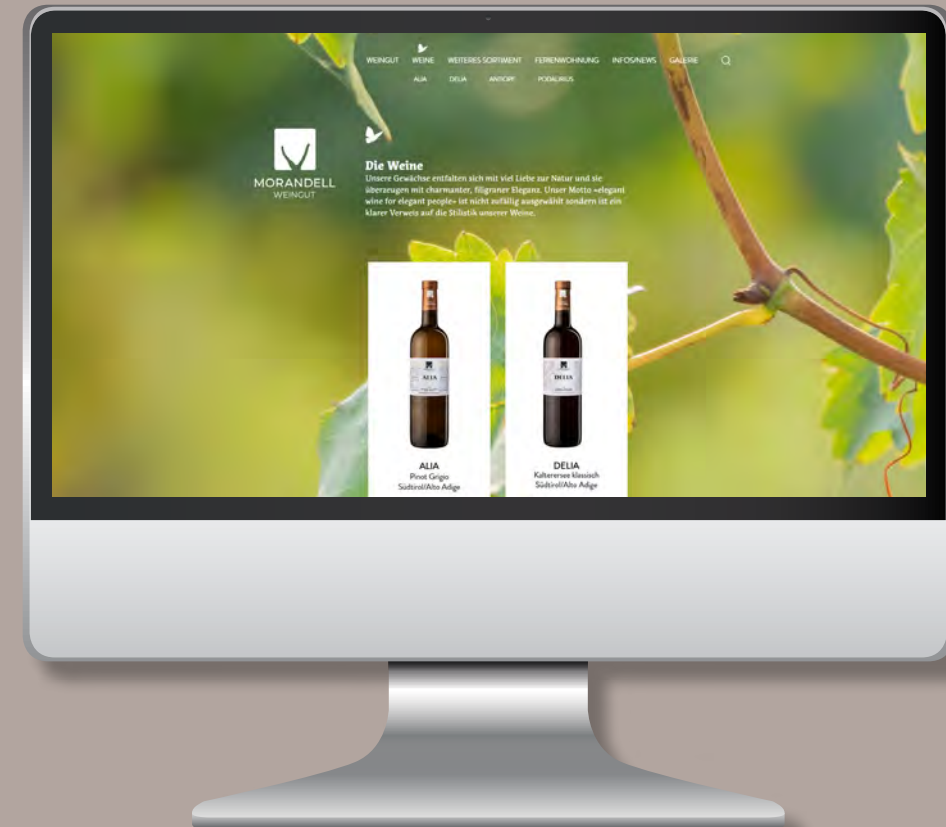 WEINGUT WEINE WEITERES SORTIMENT FERIENWOHNUNG INFOS/NEWS GALERIE
ALIA DELIA ANTIOPE PODALIRIUS
MORANDELL
WEINGUT
Die Weine
Unsere Gewächse entfalten sich mit viel Liebe zur Natur und sie
überzeugen mit charmanter, filigraner Eleganz. Unser Motto «elegant
wine for elegant people» ist nicht zufällig ausgewählt sondern ist ein
klarer Verweis auf die Stilistik unserer Weine.
ALIA
DELIA
ALIA
Pinot Grigio
Südtirol/Alto Adige
DELIA
Kalterersee klassisch
Südtirol/Alto Adige